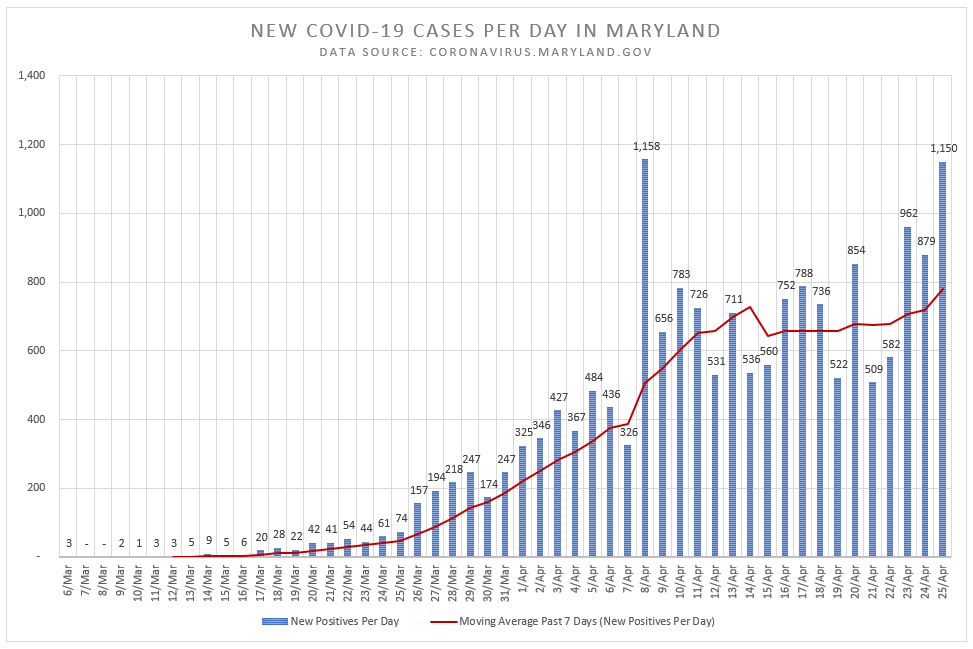 NEW COVID-19 CASES PER DAY IN MARYLAND
DATA SOURCE: CORONAVIRUS.MARYLAND.GOV
1,400
1,200
1,000
800
600
400
200
-
3 - - 2 1 3 3 5 9 5 6 20 28 22 42 41 54 44 61 74 157 194 218 247 174 247 325 346 427 367 484 436 326 1,158 656 783 726 531 711 536 560 752 788 736 522 854 509 582 962 879 1,150
6/Mar 7/Mar 8/Mar 9/Mar 10/Mar 11/Mar 12/Mar 13/Mar 14/Mar 15/Mar 16/Mar 17/Mar 18/Mar 19/Mar 20/Mar 21/Mar 22/Mar 23/Mar 24/Mar 25/Mar 26/Mar 27/Mar 28/Mar 29/Mar 30/Mar 31/Mar 1/Apr 2/Apr 3/Apr 4/Apr 5/Apr 6/Apr 7/Apr 8/Apr 9/Apr 10/Apr 11/Apr 12/Apr 13/Apr 14/Apr 15/Apr 16/Apr 17/Apr 18/Apr 19/Apr 20/Apr 21/Apr 22/Apr 23/Apr 24/Apr 25/Apr
New Positives Per Day Moving Average Past 7 Days (New Positives Per Day)